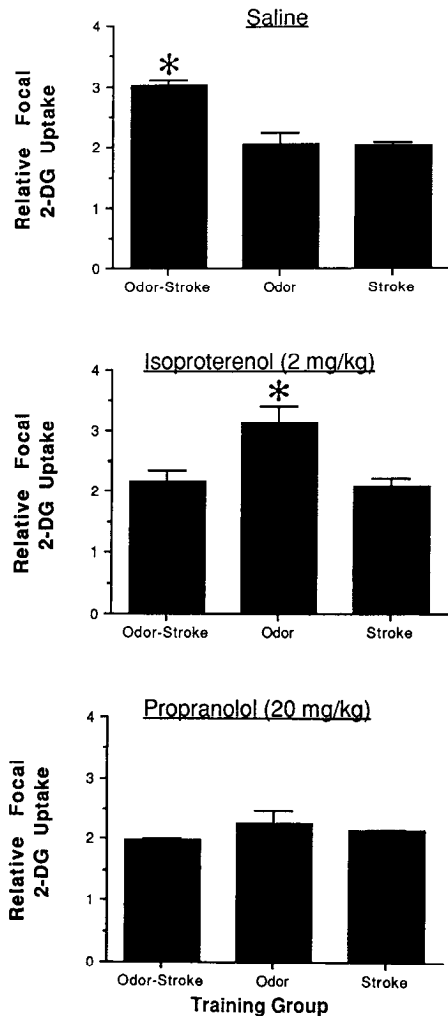 Saline
Relative Focal
2-DG Uptake
4
3
2
1
0
*
Odor-Stroke Odor Stroke
Isoproterenol (2 mg/kg)
Relative Focal
2-DG Uptake
4
3
2
1
0
*
Odor-Stroke Odor Stroke
Propranolol (20 mg/kg)
Relative Focal
2-DG Uptake
4
3
2
1
0
Odor-Stroke Odor Stroke
Training Group